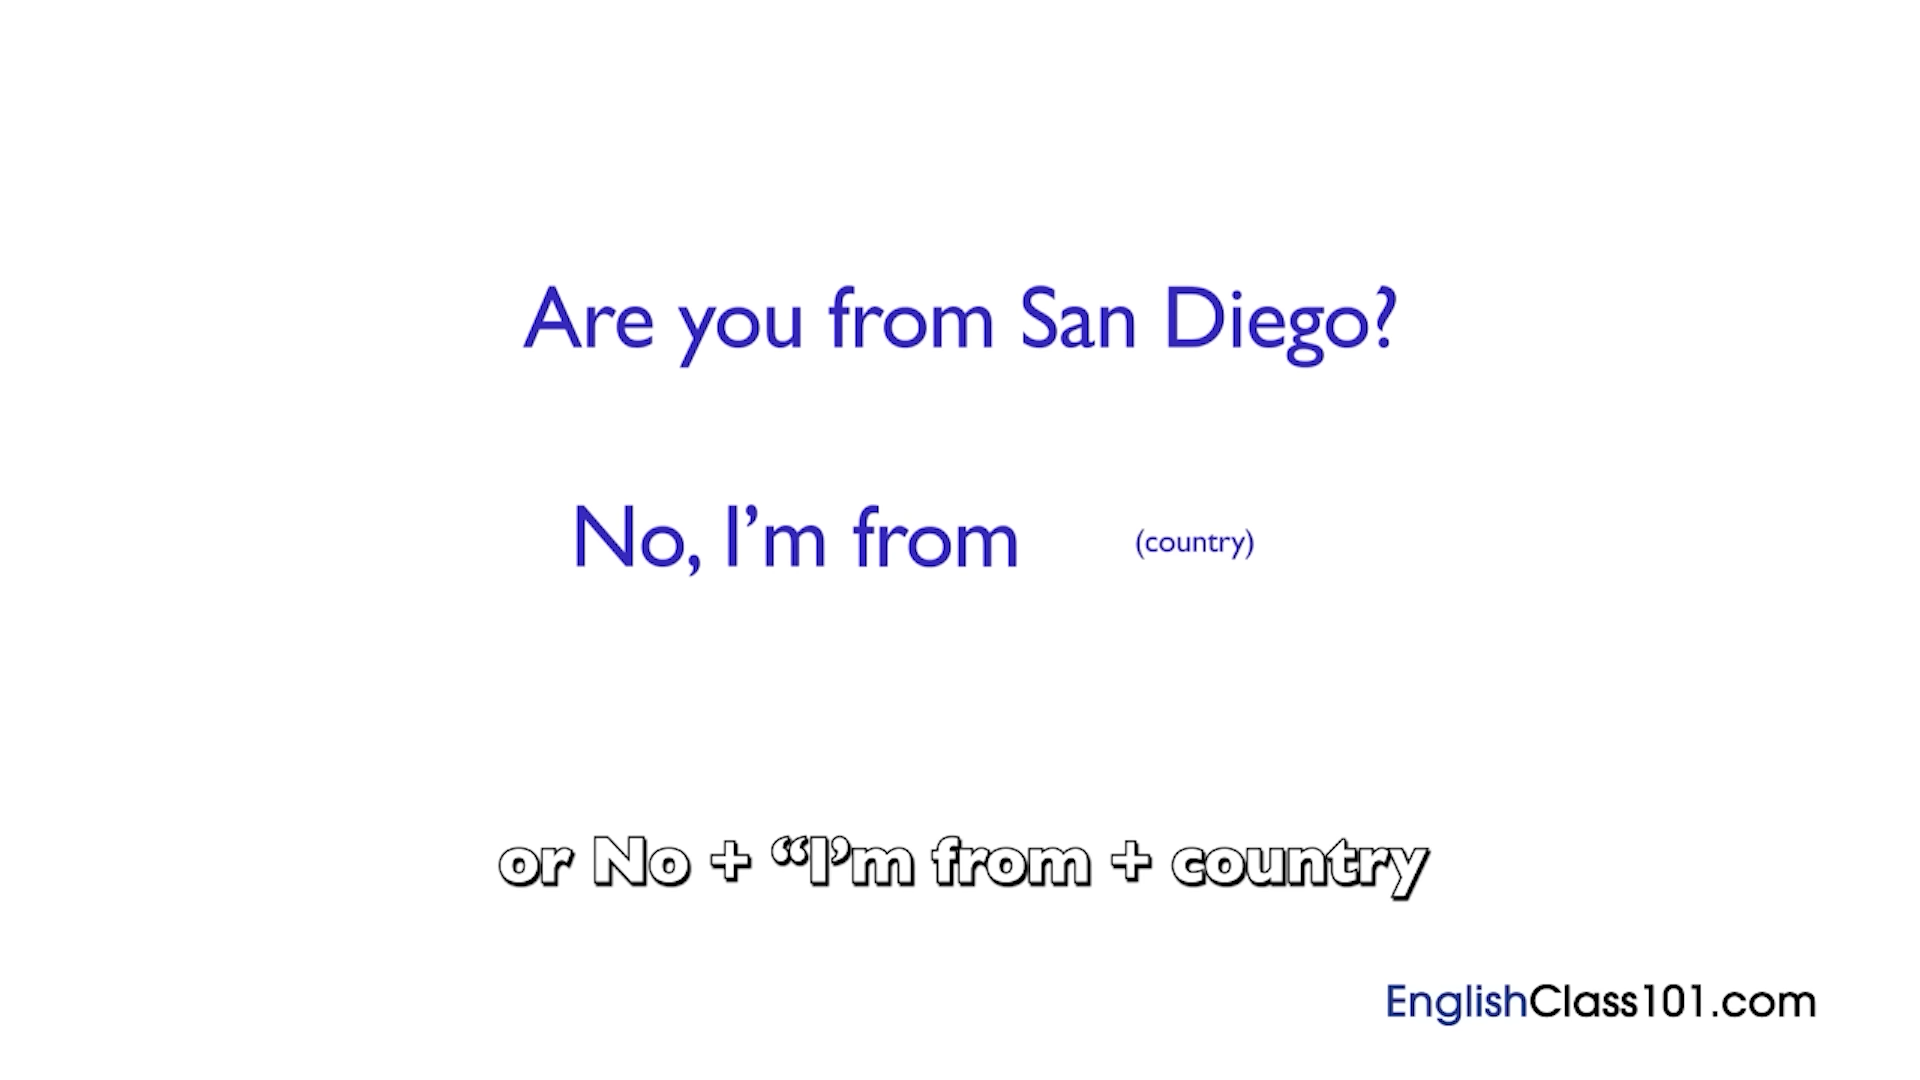 Are you from San Diego?
No, I’m from (country)
or No + “I’m from + country
EnglishClass101.com